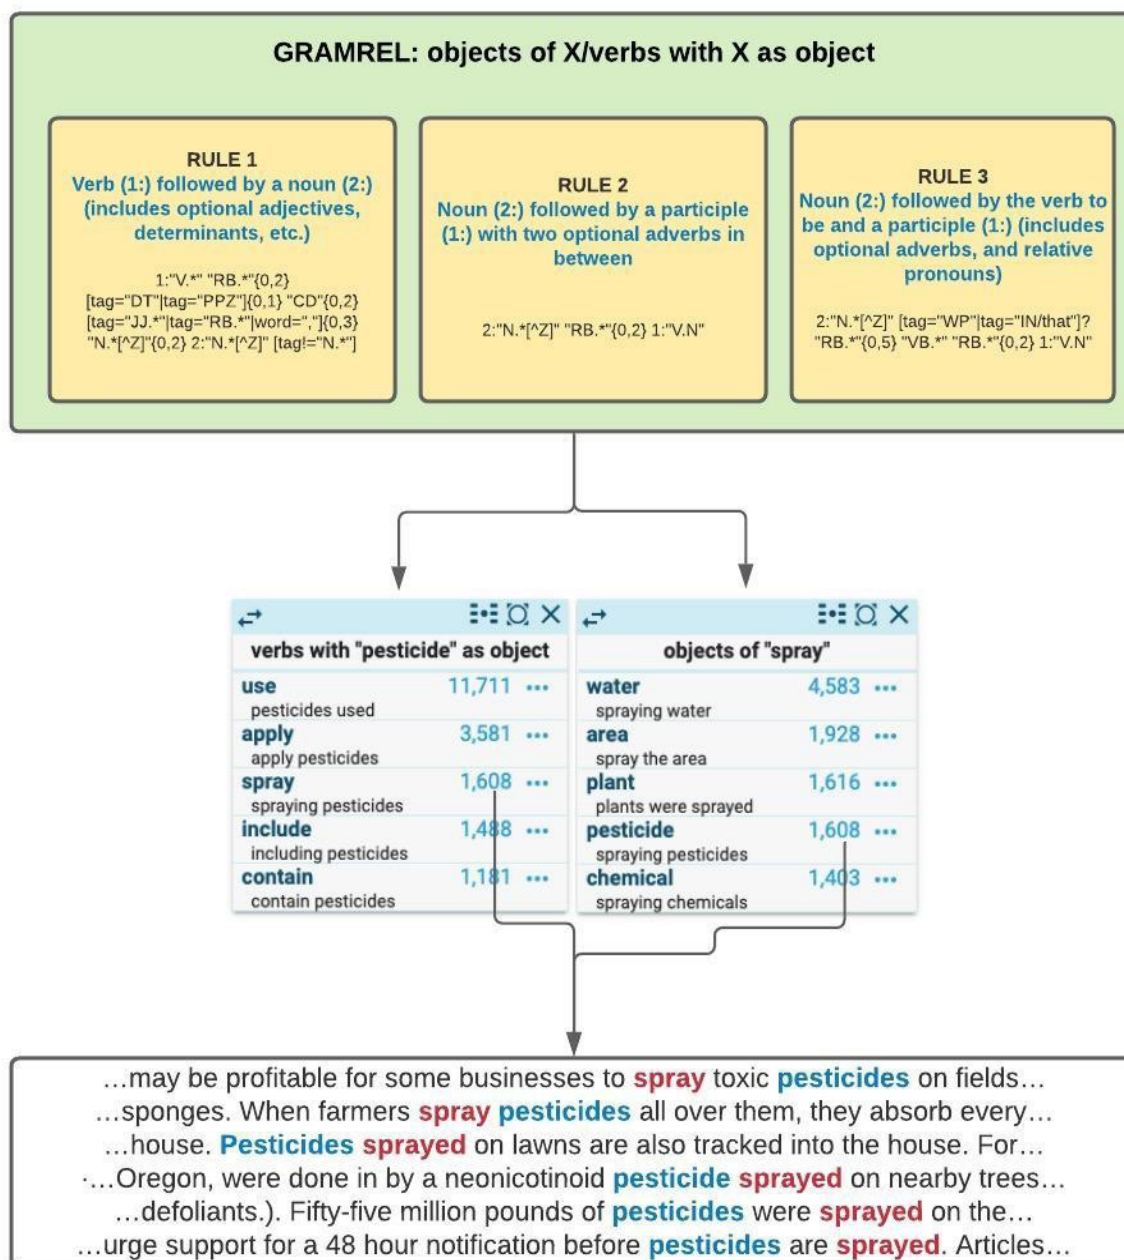 GRAMREL: objects of X/verbs with X as object
RULE 1
Verb (1:) followed by a noun (2:)
(includes optional adjectives,
determinants, etc.)
1:"V.*" "RB.*"{0,2}
[tag="DT"|tag="PPZ"]{0,1} "CD"{0,2}
[tag="JJ.*"|tag="RB.*"|word=","]{0,3}
"N.*[^Z]"{0,2} 2:"N.*[^Z]" [tag!="N.*"]
RULE 2
Noun (2:) followed by a participle
(1:) with two optional adverbs in
between
2:"N.*[^Z]" "RB.*"{0,2} 1:"V.N"
RULE 3
Noun (2:) followed by the verb to
be and a participle (1:) (includes
optional adverbs, and relative
pronouns)
2:"N.*[^Z]" [tag="WP"|tag="IN/that"]?
"RB.*"{0,5} "VB.*" "RB.*"{0,2} 1:"V.N"
verbs with "pesticide" as object
use 11,711 •••
pesticides used
apply 3,581 •••
apply pesticides
spray 1,608 •••
spraying pesticides
include 1,488 •••
including pesticides
contain 1,181 •••
contain pesticides
objects of "spray"
water 4,583 •••
spraying water
area 1,928 •••
spray the area
plant 1,616 •••
plants were sprayed
pesticide 1,608 •••
spraying pesticides
chemical 1,403 •••
spraying chemicals
…may be profitable for some businesses to spray toxic pesticides on fields…
…sponges. When farmers spray pesticides all over them, they absorb every…
…house. Pesticides sprayed on lawns are also tracked into the house. For…
·…Oregon, were done in by a neonicotinoid pesticide sprayed on nearby trees…
…defoliants.). Fifty-five million pounds of pesticides were sprayed on the…
…urge support for a 48 hour notification before pesticides are sprayed. Articles…